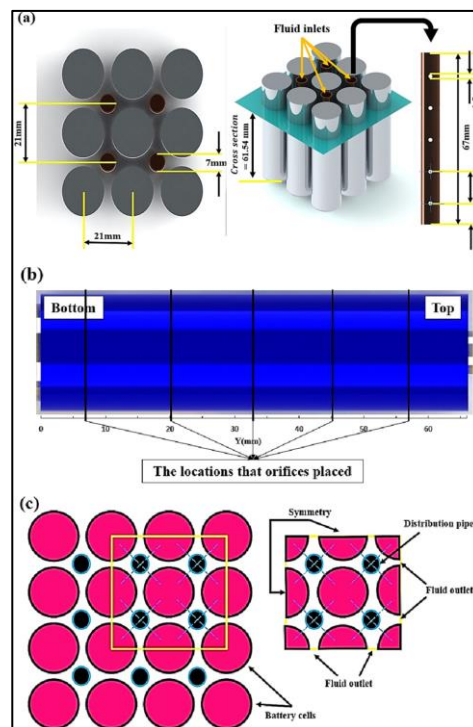 (a)
Fluid inlets
21mm
7mm
21mm
Cross section
= 61.54 mm
67mm
(b)
Bottom
Top
0
10
20
30
40
50
60
Y(mm)
The locations that orifices placed
(c)
Symmetry
Distribution pipe
Fluid outlet
Fluid outlet
Battery cells